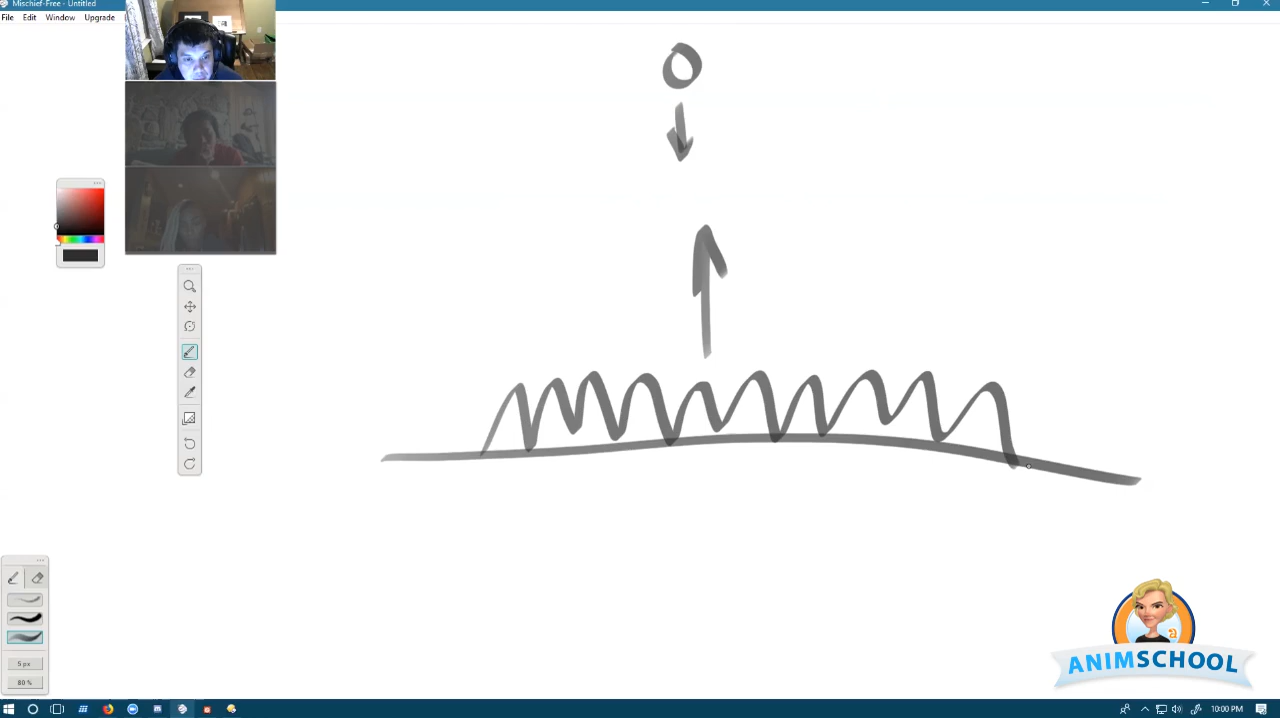 Mischief-Free - Untitled
File Edit Window Upgrade
5 px
80 %
a
ANIMSCHOOL
10:00 PM